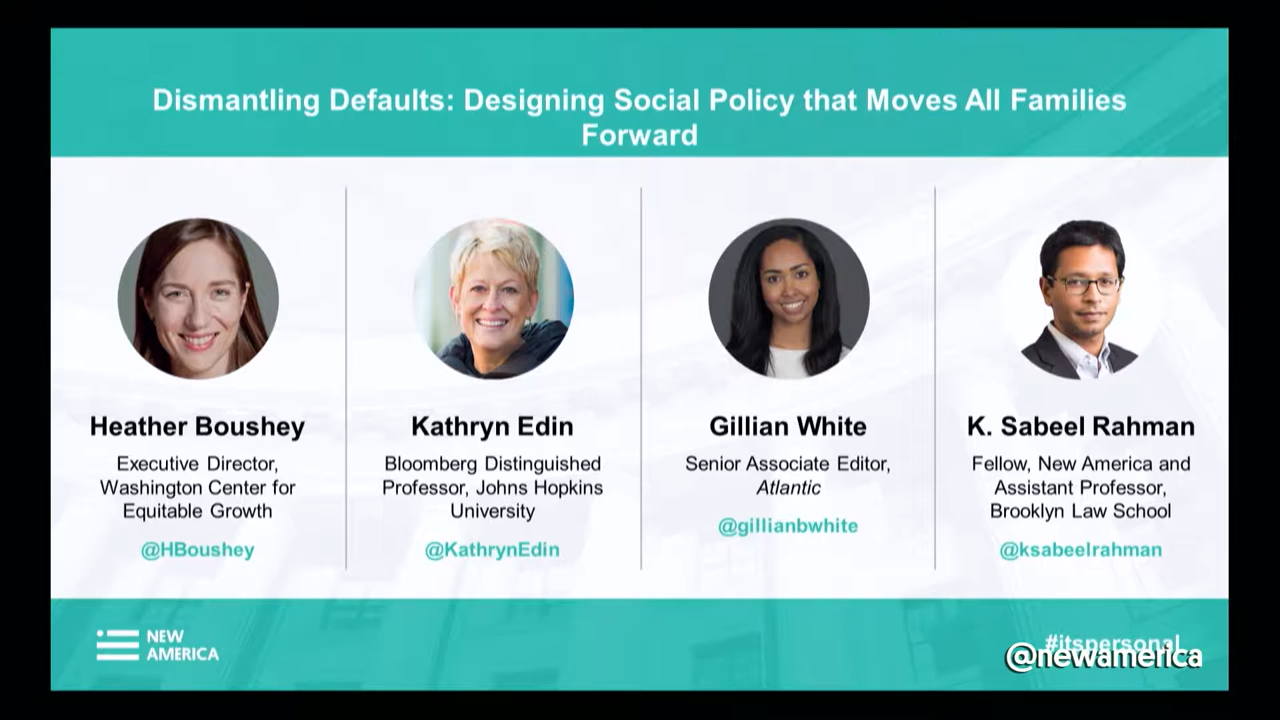 Dismantling Defaults: Designing Social Policy that Moves All Families
Forward
Heather Boushey
Executive Director,
Washington Center for
Equitable Growth
@HBoushey
Kathryn Edin
Bloomberg Distinguished
Professor, Johns Hopkins
University
@KathrynEdin
Gillian White
Senior Associate Editor,
Atlantic
@gillianbwhite
K. Sabeel Rahman
Fellow, New America and
Assistant Professor,
Brooklyn Law School
@ksabeelrahman
NEW
AMERICA
#itspersonal
@newamerica